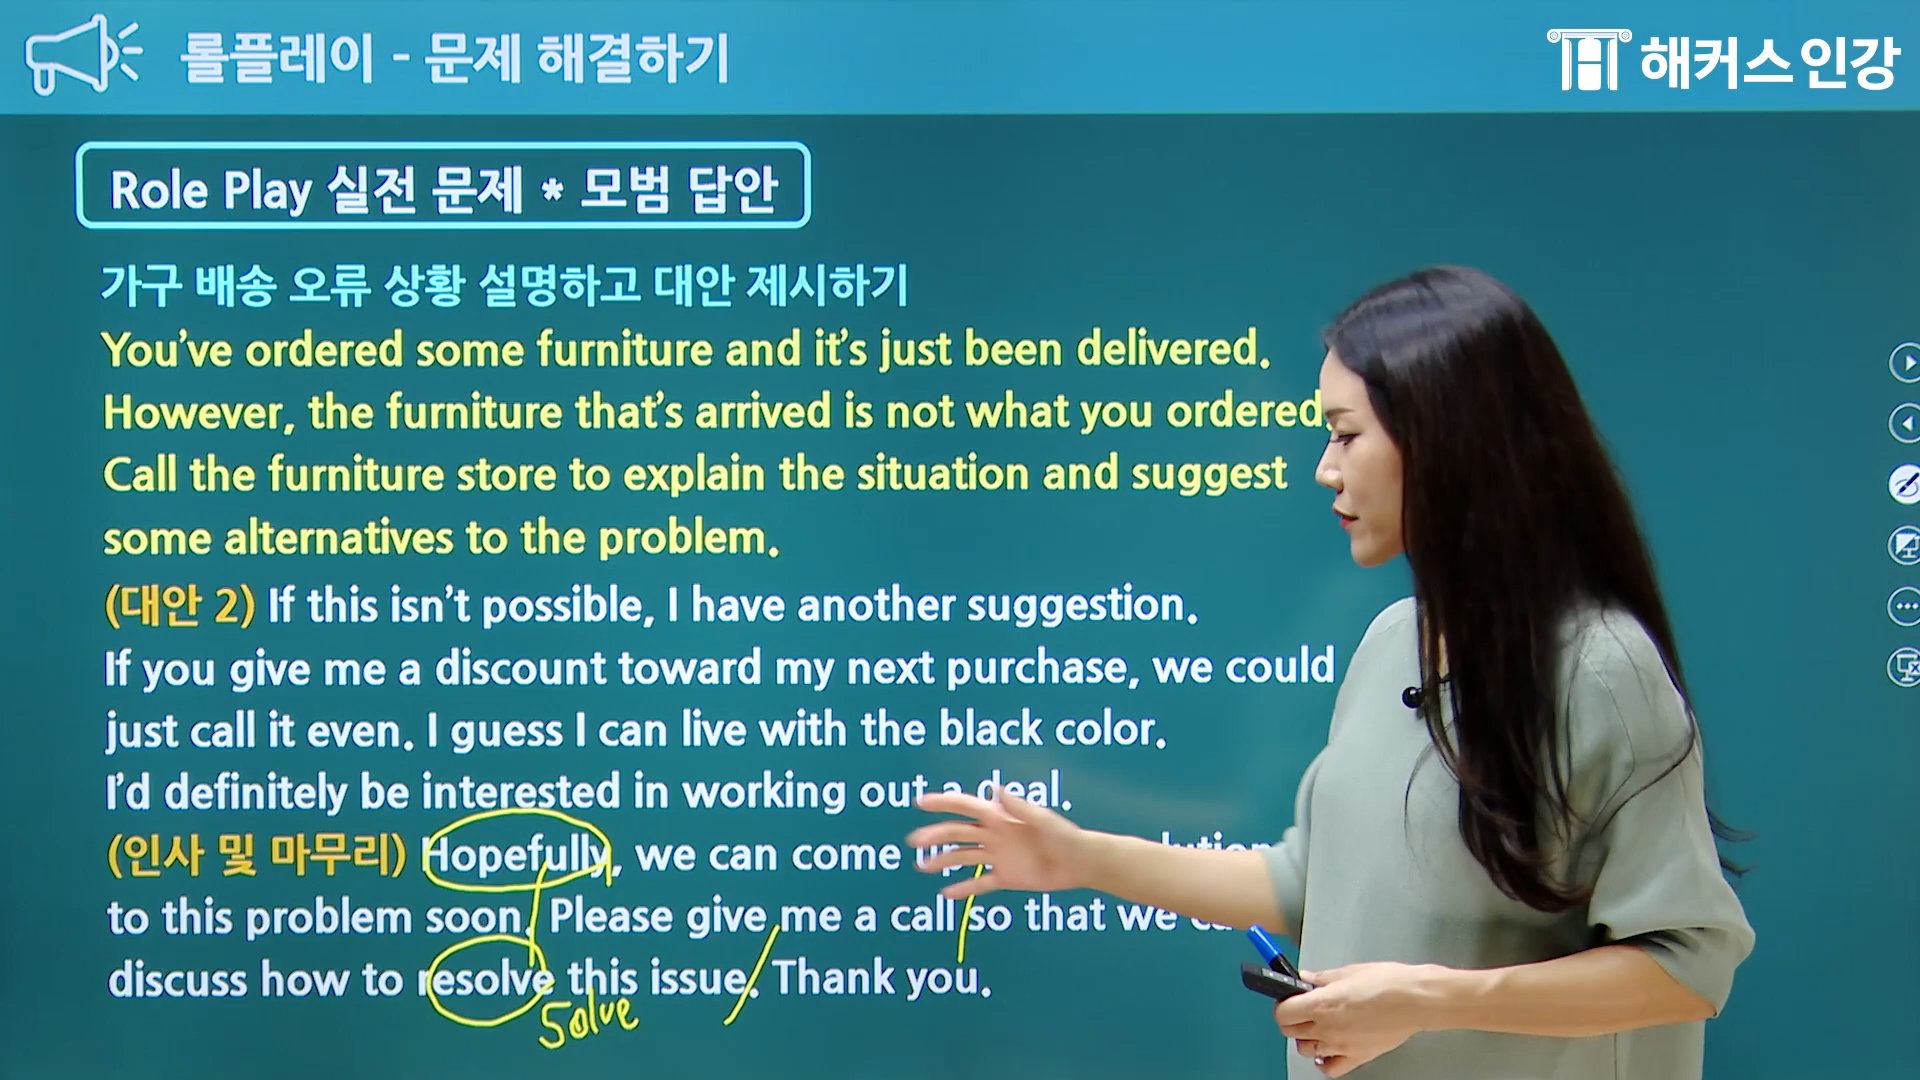 롤플레이 - 문제 해결하기
해커스인강
Role Play 실전 문제 * 모범 답안
가구 배송 오류 상황 설명하고 대안 제시하기
You've ordered some furniture and it's just been delivered.
However, the furniture that's arrived is not what you ordered.
Call the furniture store to explain the situation and suggest
some alternatives to the problem.
(대안 2) If this isn't possible, I have another suggestion.
If you give me a discount toward my next purchase, we could
just call it even. I guess I can live with the black color.
I'd definitely be interested in working out a deal.
(인사 및 마무리) Hopefully, we can come up
to this problem soon. Please give me a call so that we
discuss how to resolve this issue. Thank you.
solve